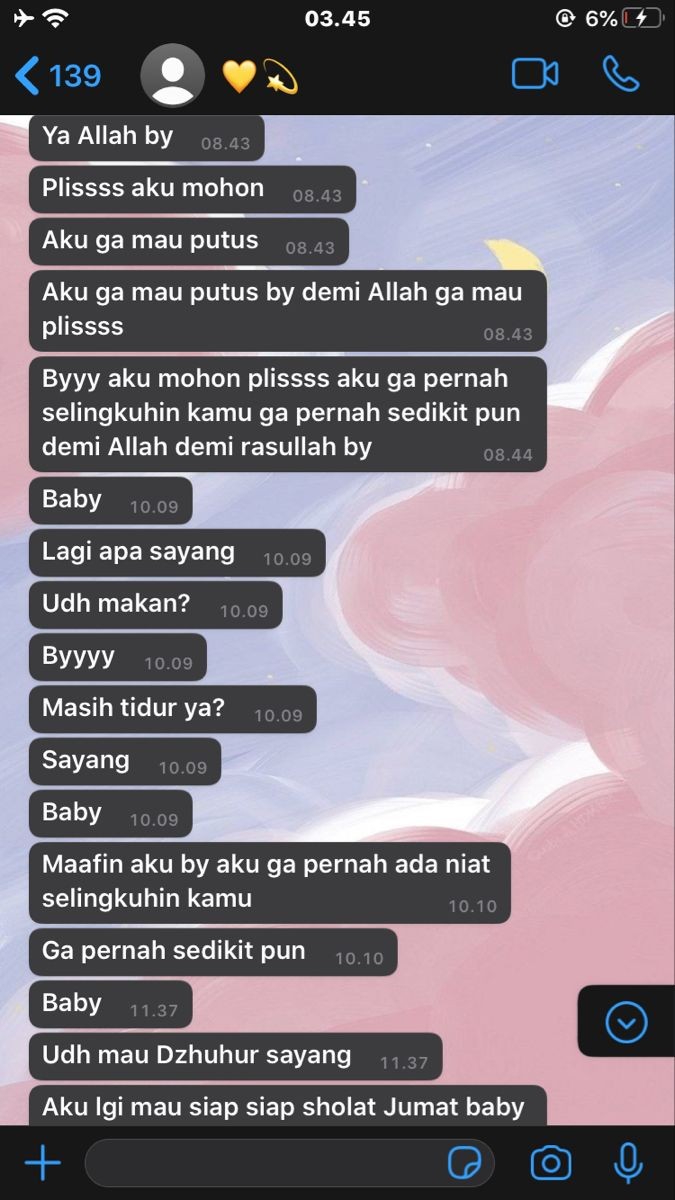 03.45
6%
139
💛💫
Ya Allah by 08.43
Plissss aku mohon 08.43
Aku ga mau putus 08.43
Aku ga mau putus by demi Allah ga mau
plissss 08.43
Byyy aku mohon plissss aku ga pernah
selingkuhin kamu ga pernah sedikit pun
demi Allah demi rasullah by 08.44
Baby 10.09
Lagi apa sayang 10.09
Udh makan? 10.09
Byyyy 10.09
Masih tidur ya? 10.09
Sayang 10.09
Baby 10.09
Maafin aku by aku ga pernah ada niat
selingkuhin kamu 10.10
Ga pernah sedikit pun 10.10
Baby 11.37
Udh mau Dzhuhur sayang 11.37
Aku lgi mau siap siap sholat Jumat baby